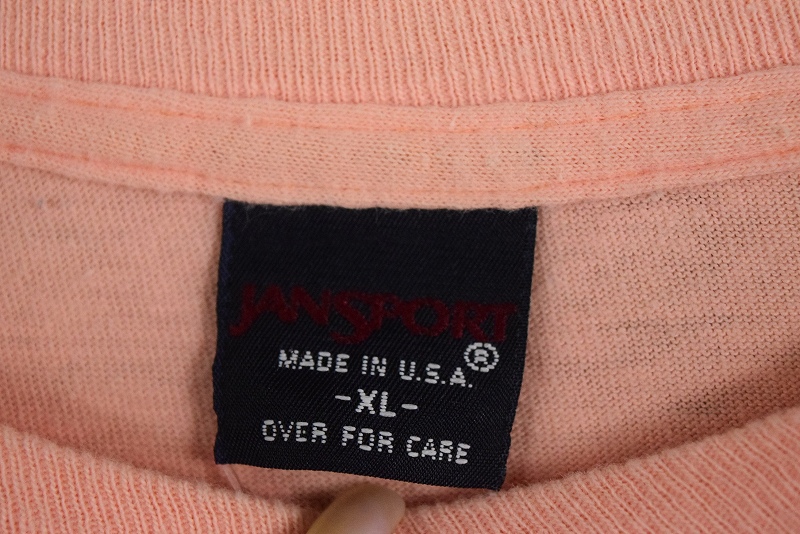 JANSPORT
®
MADE IN U.S.A.
-XL-
OVER FOR CARE